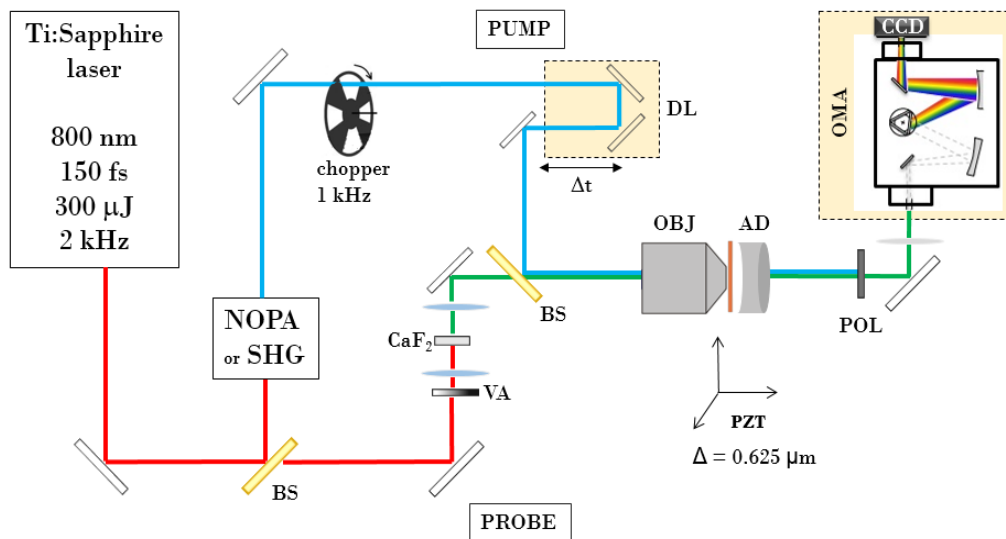 Ti:Sapphire
laser
800 nm
150 fs
300 μJ
2 kHz
PUMP
chopper
1 kHz
DL
Δt
CCD
OMA
NOPA
or SHG
OBJ
AD
BS
POL
CaF₂
VA
PZT
Δ = 0.625 μm
BS
PROBE